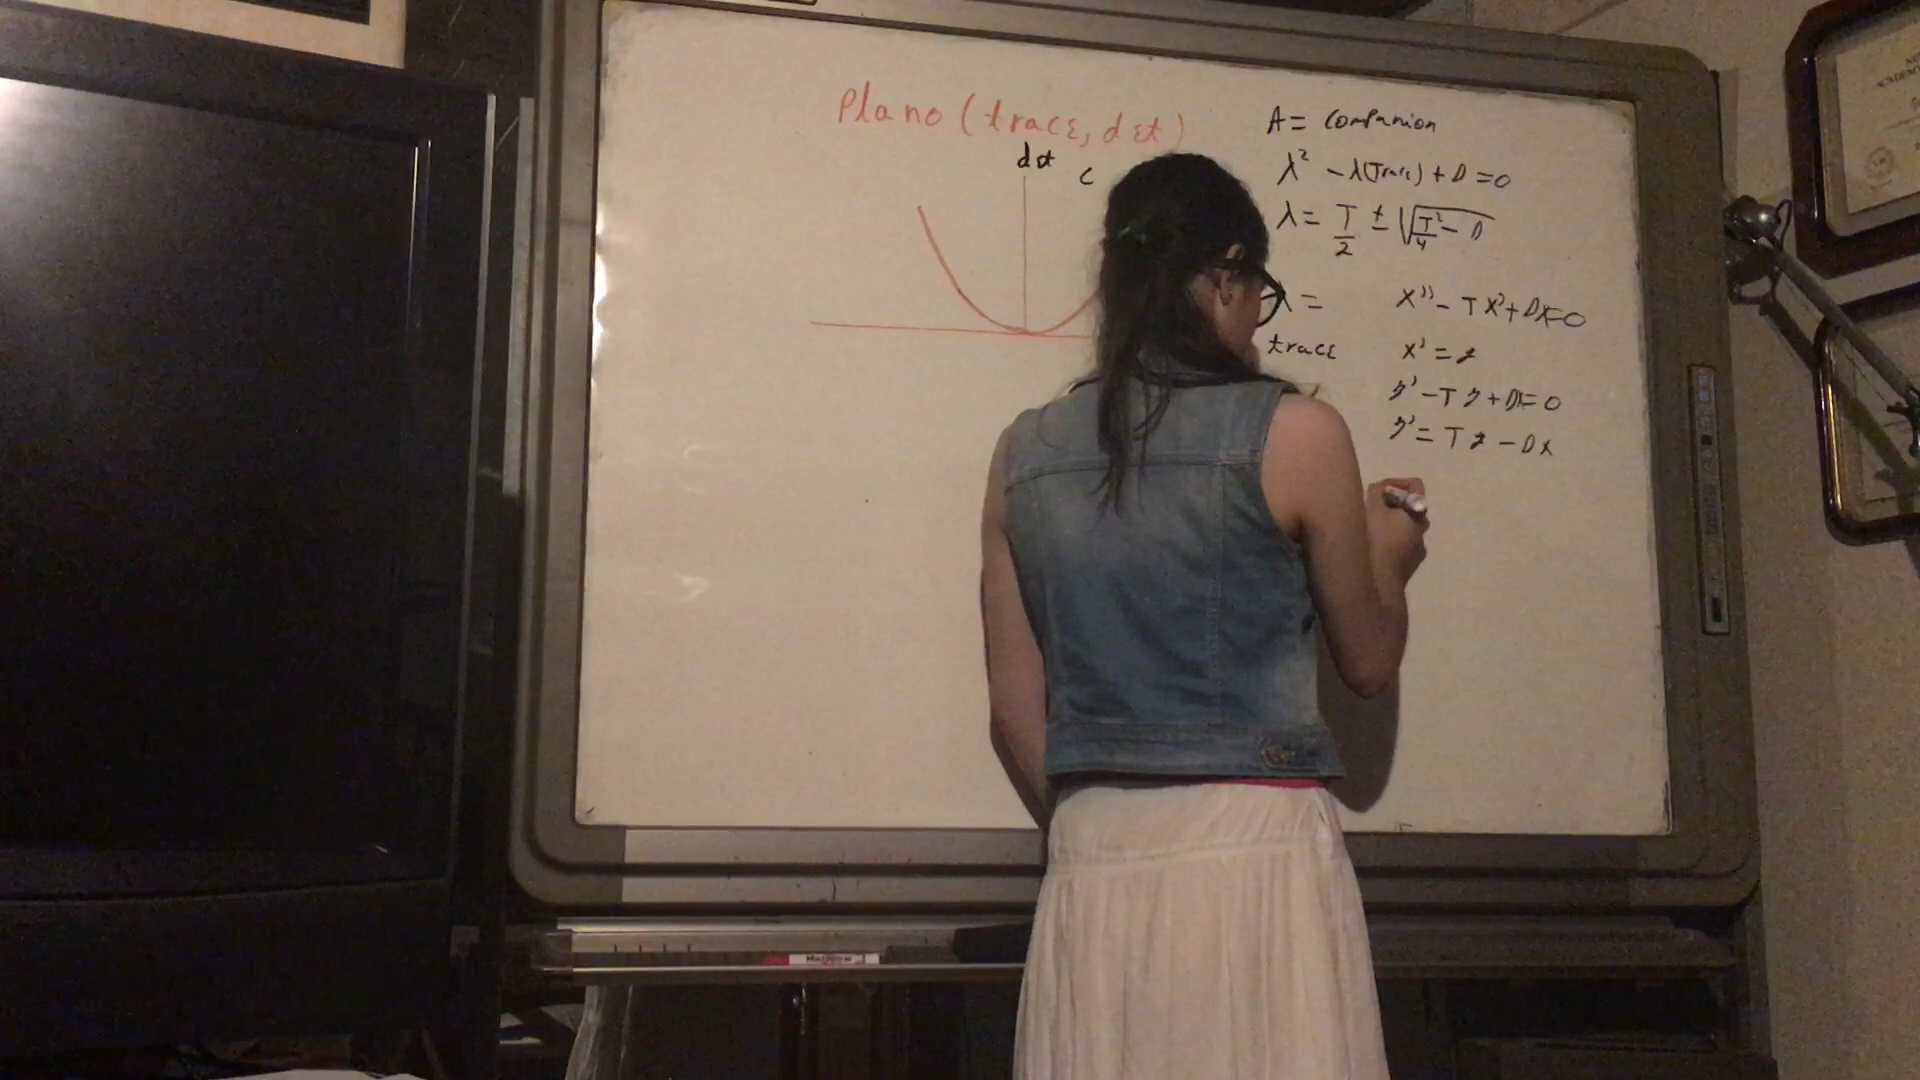 Plano (trace, det)
det
C
A = Companion
λ² - λ(Trace) + D = 0
λ = T/2 ± √(T²/4 - D)
λ =
x'' - Tx' + Dx = 0
trace
x' = y
y' - Ty + Dx = 0
y' = Ty - Dx